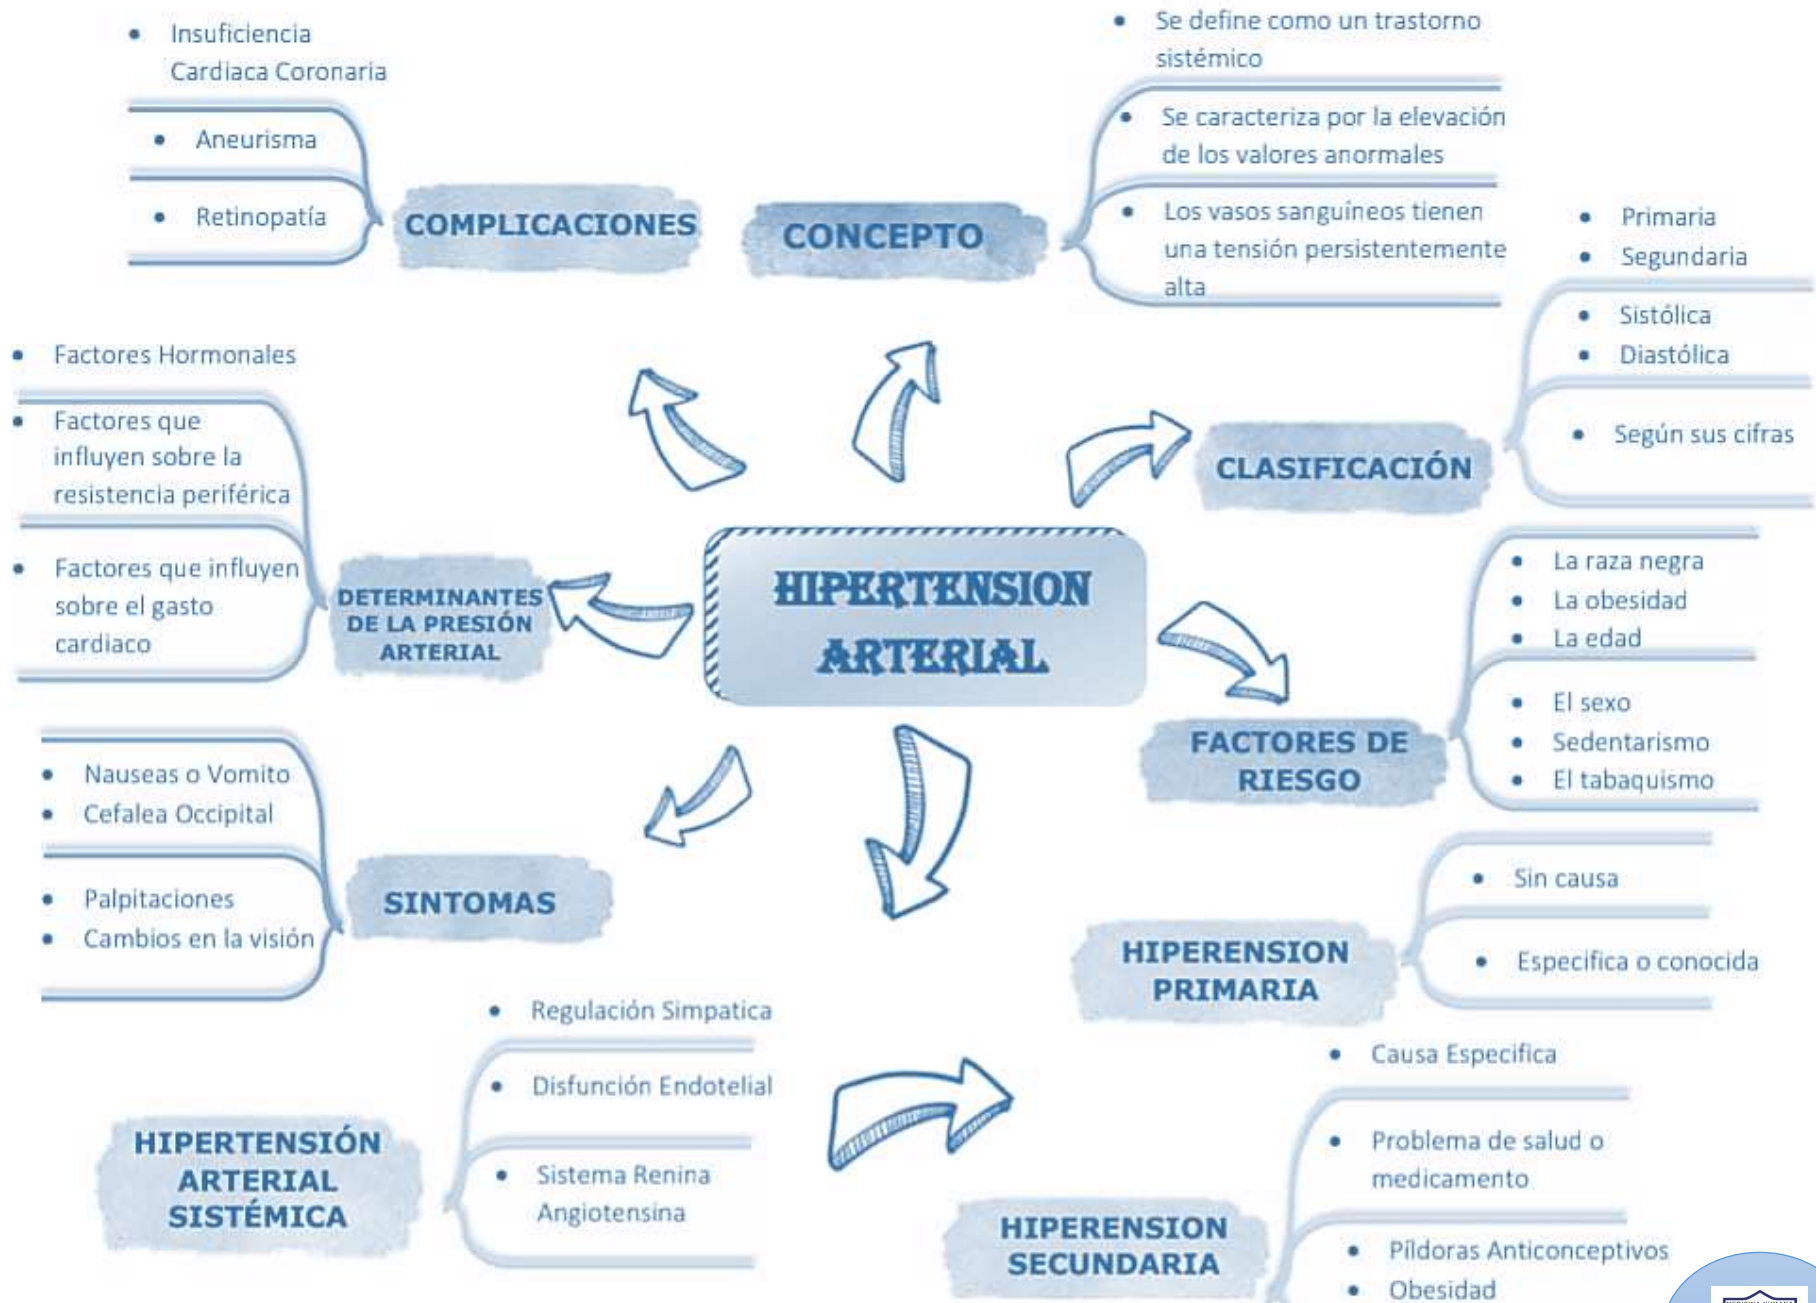 Insuficiencia
Cardiaca Coronaria
Aneurisma
Retinopatía
COMPLICACIONES
CONCEPTO
Se define como un trastorno
sistémico
Se caracteriza por la elevación
de los valores anormales
Los vasos sanguíneos tienen
una tensión persistentemente
alta
Primaria
Segundaria
Sistólica
Diastólica
Según sus cifras
CLASIFICACIÓN
Factores Hormonales
Factores que
influyen sobre la
resistencia periférica
Factores que influyen
sobre el gasto
cardiaco
DETERMINANTES
DE LA PRESIÓN
ARTERIAL
HIPERTENSION
ARTERIAL
La raza negra
La obesidad
La edad
El sexo
Sedentarismo
El tabaquismo
FACTORES DE
RIESGO
Nauseas o Vomito
Cefalea Occipital
Palpitaciones
Cambios en la visión
SINTOMAS
HIPERENSION
PRIMARIA
Sin causa
Especifica o conocida
Regulación Simpatica
Disfunción Endotelial
Sistema Renina
Angiotensina
HIPERTENSIÓN
ARTERIAL
SISTÉMICA
HIPERENSION
SECUNDARIA
Causa Especifica
Problema de salud o
medicamento
Píldoras Anticonceptivos
Obesidad
MEDICINA HUMANA